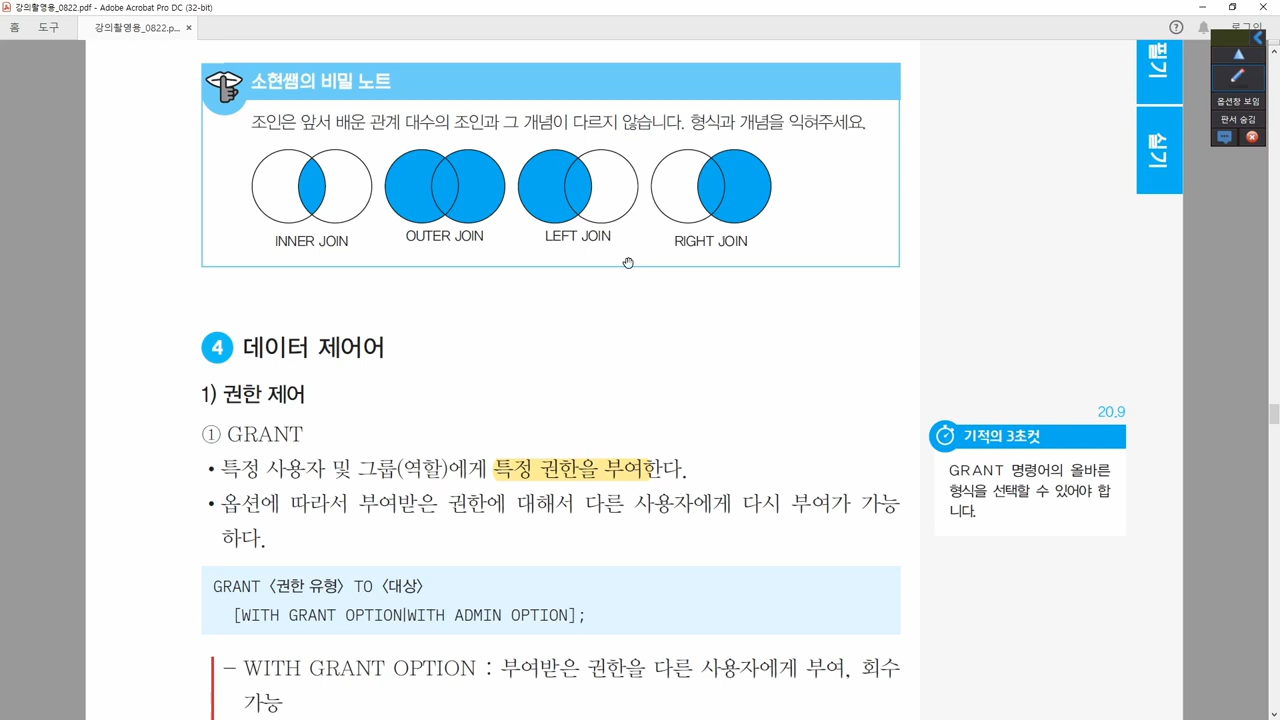 강의촬영용_0822.pdf - Adobe Acrobat Pro DC (32-bit)
홈 도구 강의촬영용_0822.p... × 로그인
옵션창 보임
판서 숨김
필기
실기
소현쌤의 비밀 노트
조인은 앞서 배운 관계 대수의 조인과 그 개념이 다르지 않습니다. 형식과 개념을 익혀주세요.
INNER JOIN OUTER JOIN LEFT JOIN RIGHT JOIN
4 데이터 제어어
1) 권한 제어
① GRANT
• 특정 사용자 및 그룹(역할)에게 특정 권한을 부여한다.
• 옵션에 따라서 부여받은 권한에 대해서 다른 사용자에게 다시 부여가 가능
하다.
GRANT 〈권한 유형〉 TO 〈대상〉
[WITH GRANT OPTION|WITH ADMIN OPTION];
– WITH GRANT OPTION : 부여받은 권한을 다른 사용자에게 부여, 회수
가능
20.9
기적의 3초컷
GRANT 명령어의 올바른
형식을 선택할 수 있어야 합
니다.